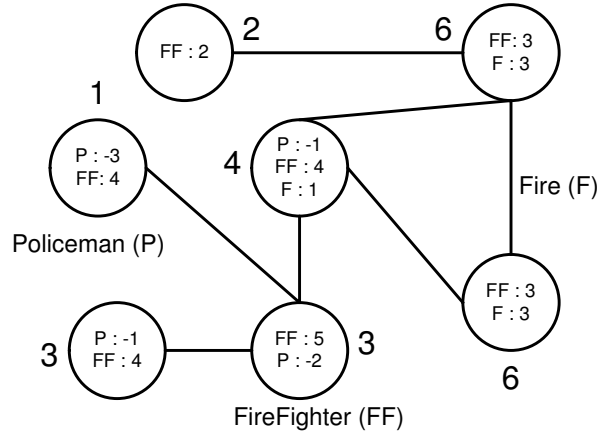 FF : 2
2
6
FF: 3
F : 3
1
P : -3
FF: 4
Policeman (P)
4
P : -1
FF : 4
F : 1
Fire (F)
FF : 3
F : 3
6
3
P : -1
FF : 4
FF : 5
P : -2
3
FireFighter (FF)